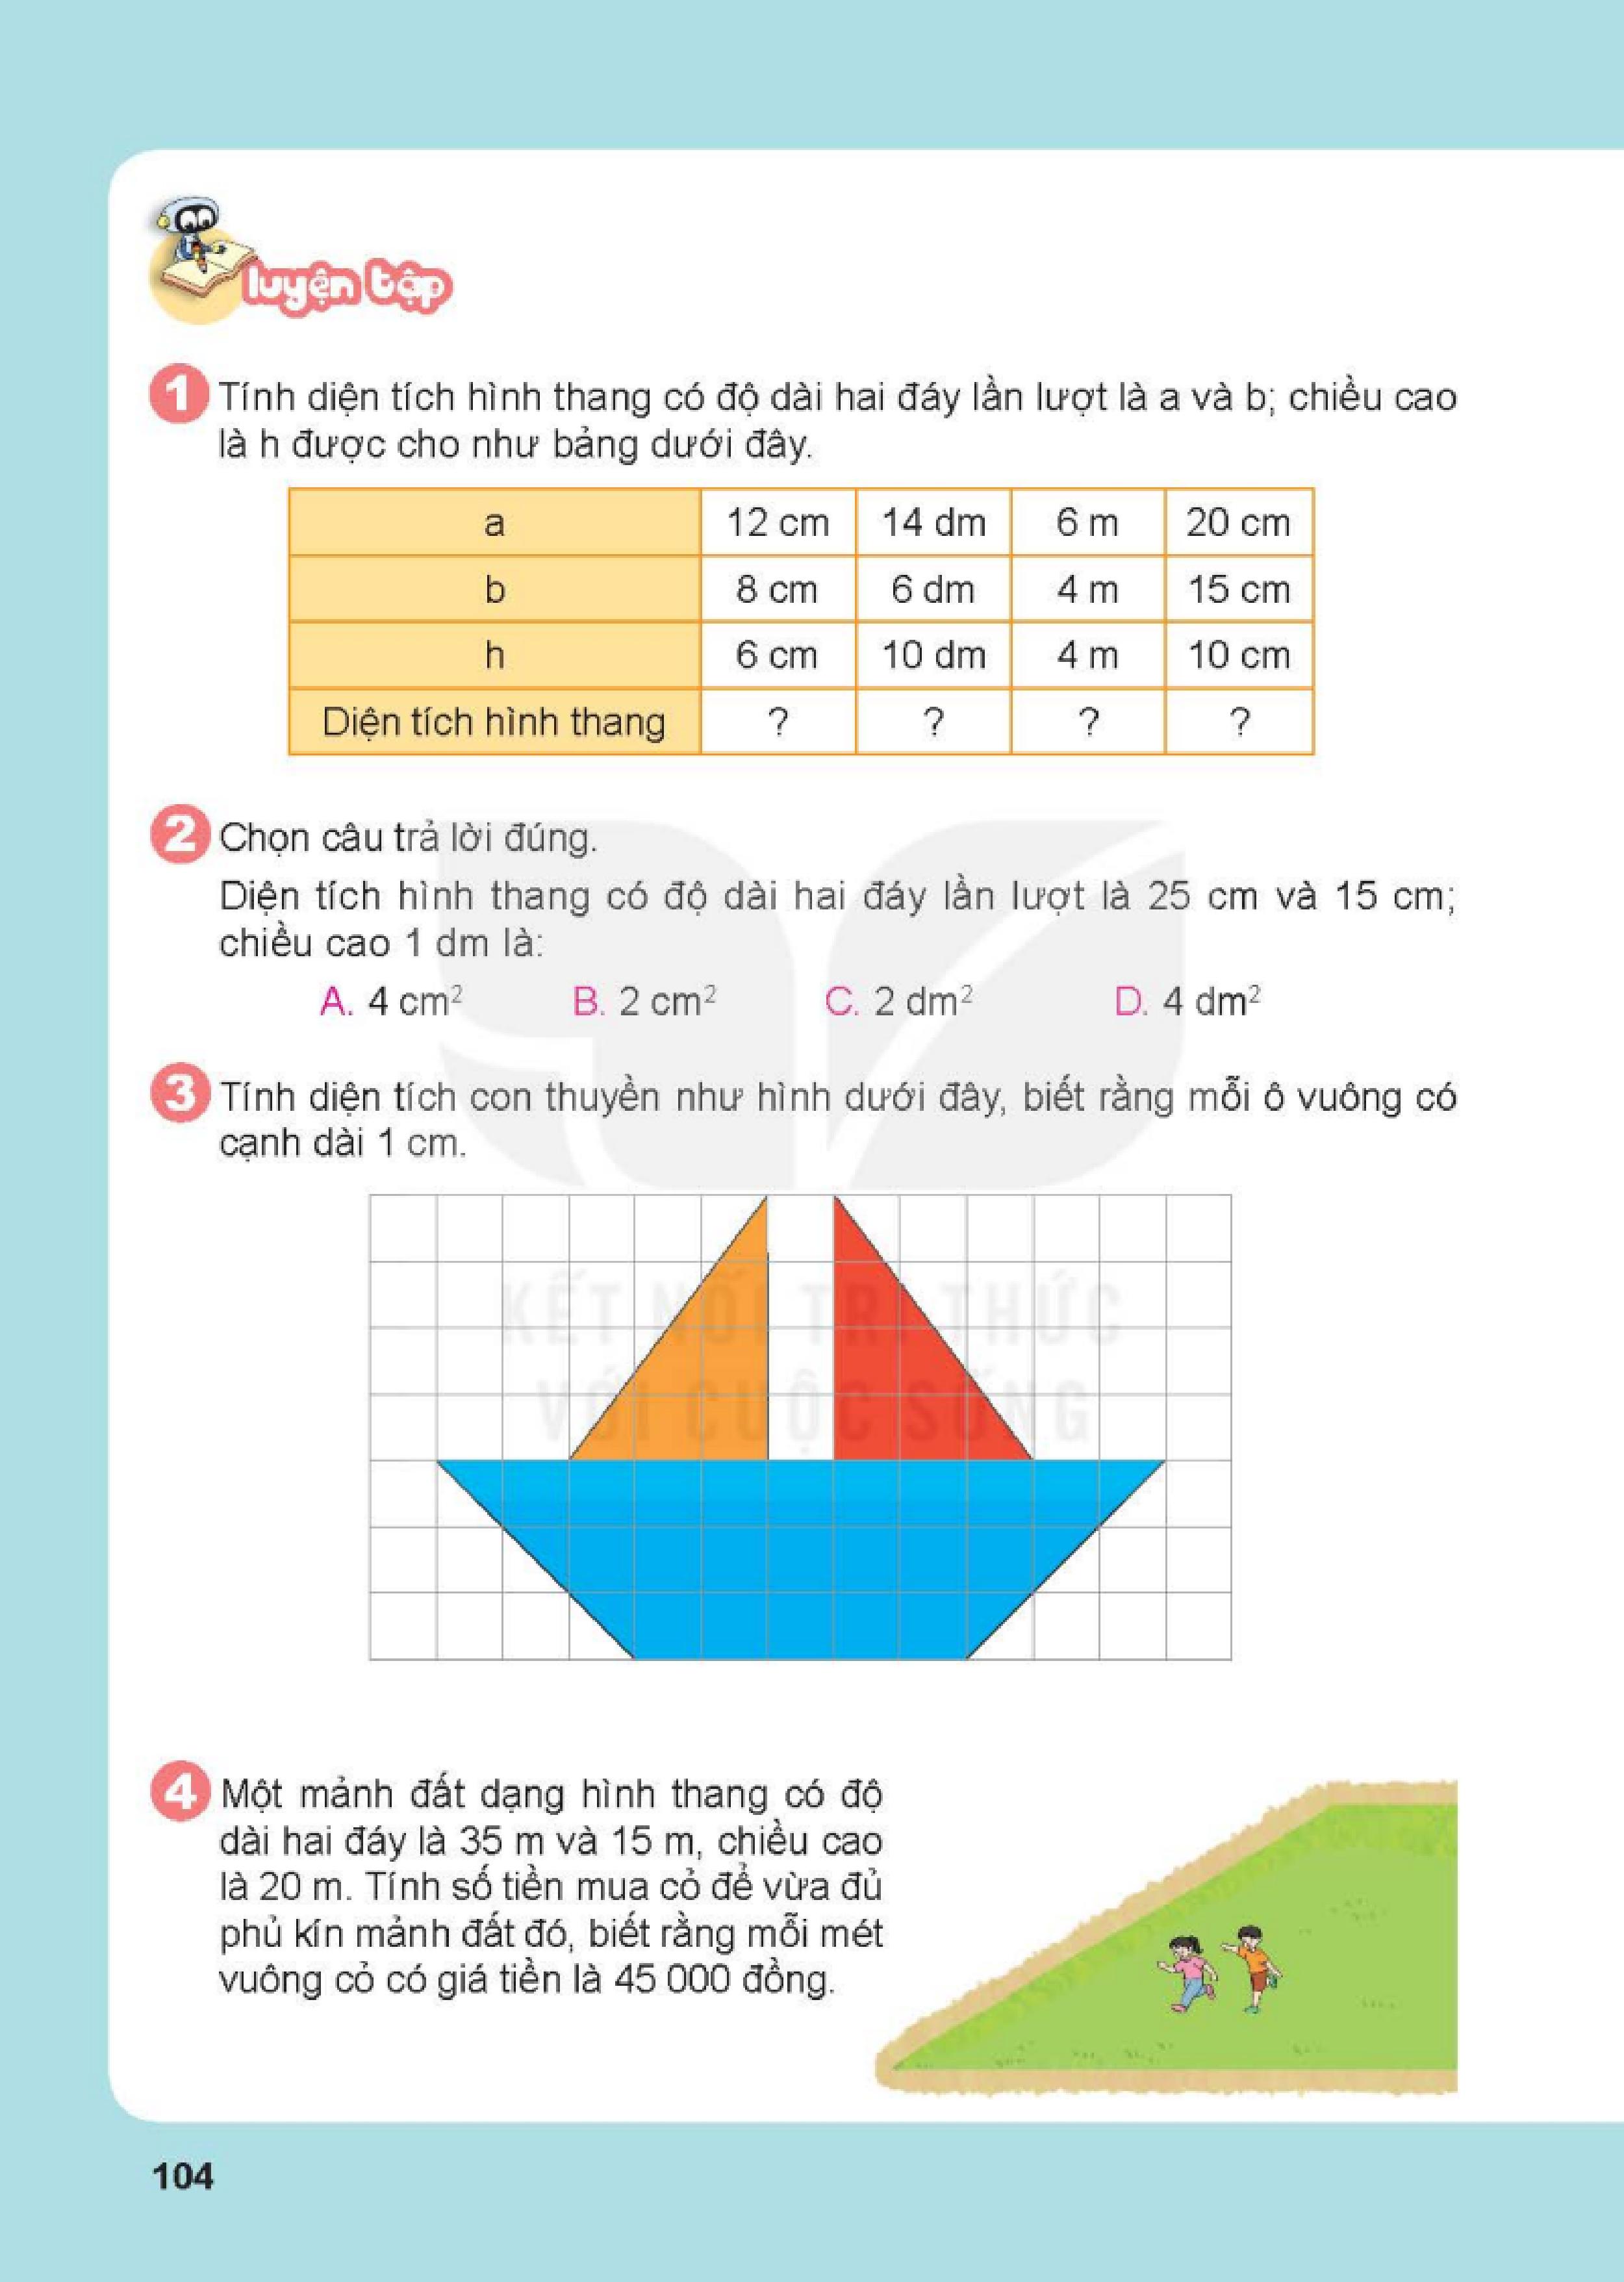 luyện tập
1 Tính diện tích hình thang có độ dài hai đáy lần lượt là a và b; chiều cao
là h được cho như bảng dưới đây.
a 12 cm 14 dm 6 m 20 cm
b 8 cm 6 dm 4 m 15 cm
h 6 cm 10 dm 4 m 10 cm
Diện tích hình thang ? ? ? ?
2 Chọn câu trả lời đúng.
Diện tích hình thang có độ dài hai đáy lần lượt là 25 cm và 15 cm;
chiều cao 1 dm là:
A. 4 cm² B. 2 cm² C. 2 dm² D. 4 dm²
3 Tính diện tích con thuyền như hình dưới đây, biết rằng mỗi ô vuông có
cạnh dài 1 cm.
KẾT NỐI TRI THỨC
VỚI CUỘC SỐNG
4 Một mảnh đất dạng hình thang có độ
dài hai đáy là 35 m và 15 m, chiều cao
là 20 m. Tính số tiền mua cỏ để vừa đủ
phủ kín mảnh đất đó, biết rằng mỗi mét
vuông cỏ có giá tiền là 45 000 đồng.
104